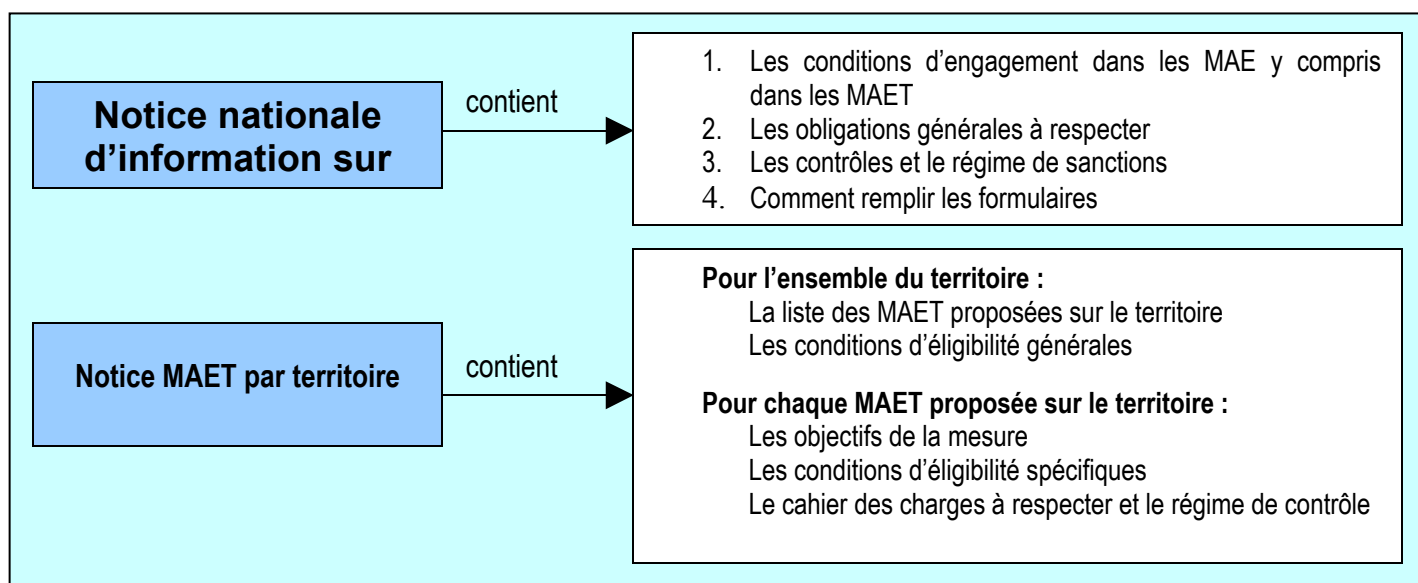 Notice nationale
d’information sur
contient
1. Les conditions d’engagement dans les MAE y compris
dans les MAET
2. Les obligations générales à respecter
3. Les contrôles et le régime de sanctions
4. Comment remplir les formulaires
Notice MAET par territoire
contient
Pour l’ensemble du territoire :
La liste des MAET proposées sur le territoire
Les conditions d’éligibilité générales
Pour chaque MAET proposée sur le territoire :
Les objectifs de la mesure
Les conditions d’éligibilité spécifiques
Le cahier des charges à respecter et le régime de contrôle